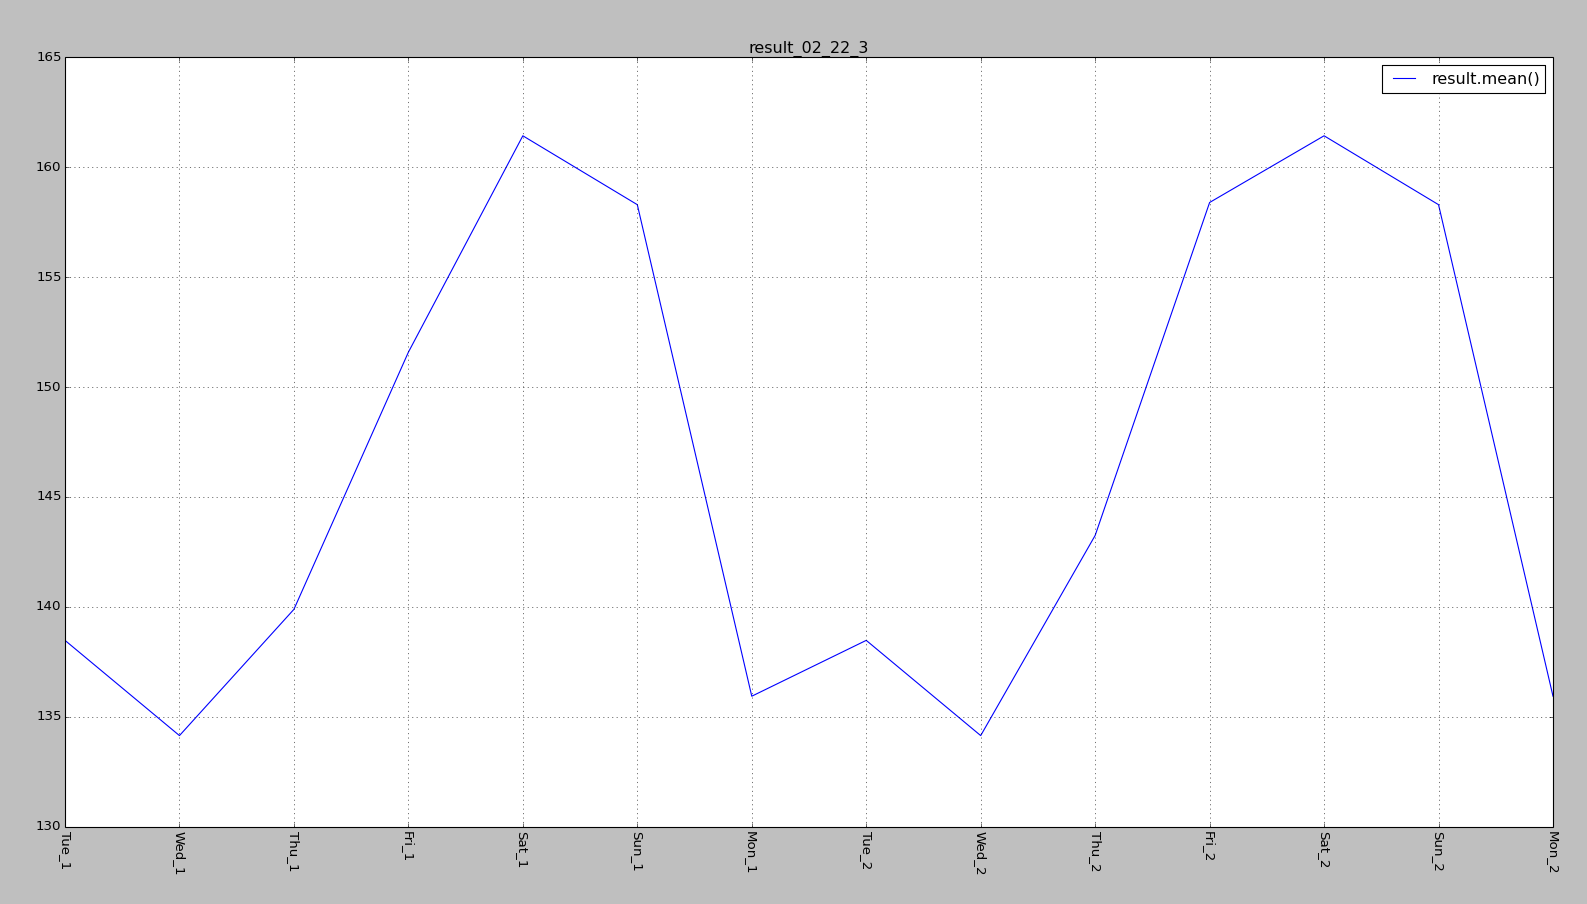 result_02_22_3
result.mean()
165
160
155
150
145
140
135
130
Tue_1
Wed_1
Thu_1
Fri_1
Sat_1
Sun_1
Mon_1
Tue_2
Wed_2
Thu_2
Fri_2
Sat_2
Sun_2
Mon_2